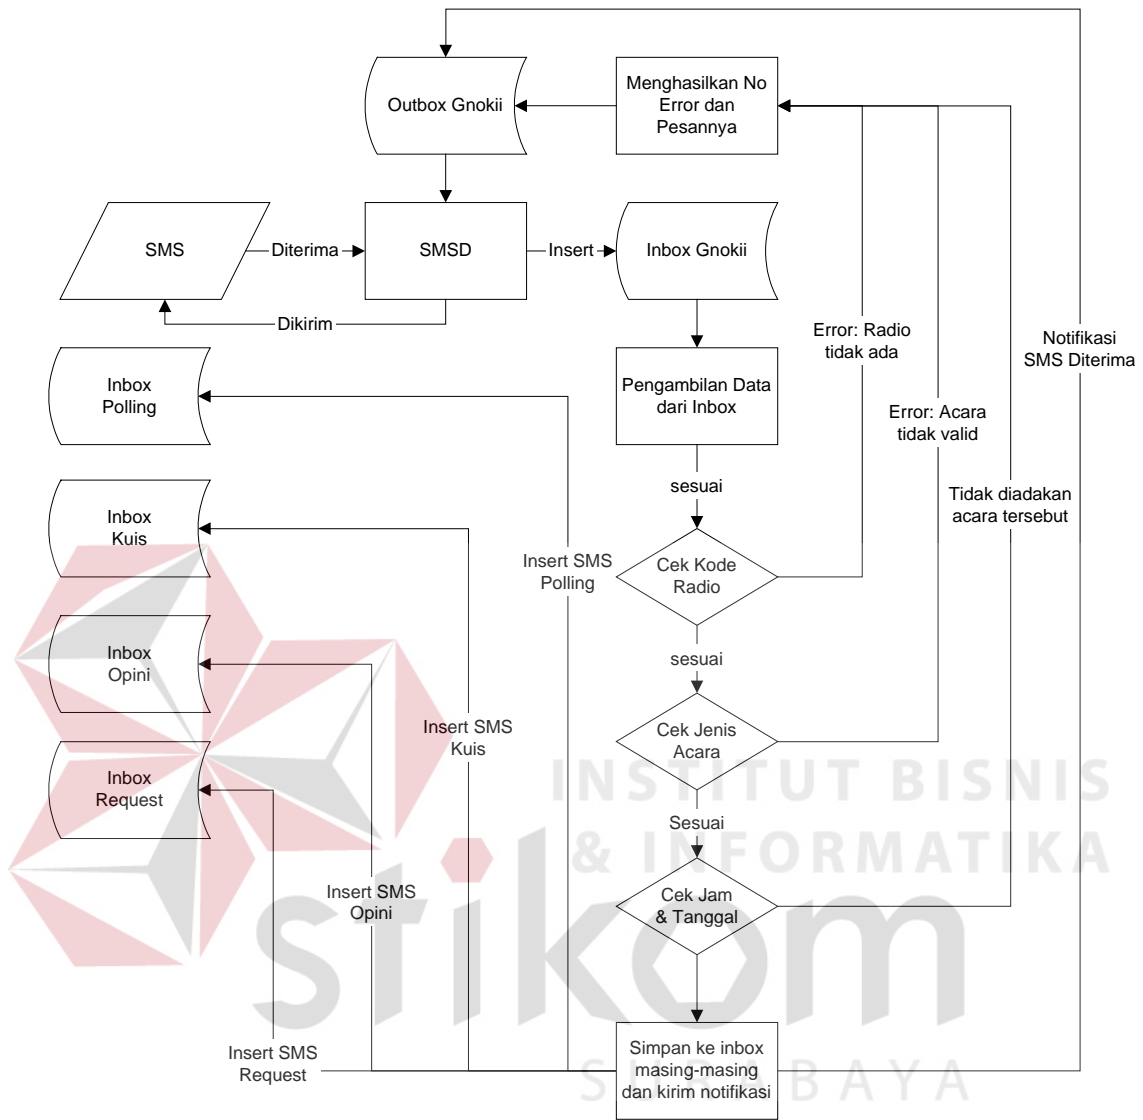 Outbox Gnokii
Menghasilkan No
Error dan
Pesannya
SMS
Diterima
SMSD
Insert
Inbox Gnokii
Dikirim
Error: Radio
tidak ada
Notifikasi
SMS Diterima
Inbox
Polling
Pengambilan Data
dari Inbox
Error: Acara
tidak valid
sesuai
Tidak diadakan
acara tersebut
Inbox
Kuis
Insert SMS
Polling
Cek Kode
Radio
Inbox
Opini
sesuai
Insert SMS
Kuis
Cek Jenis
Acara
Inbox
Request
INSTITUT BISNIS
& INFORMATIKA
Sesuai
Insert SMS
Opini
Cek Jam
& Tanggal
stikom
Insert SMS
Request
Simpan ke inbox
masing-masing
dan kirim notifikasi
SURABAYA